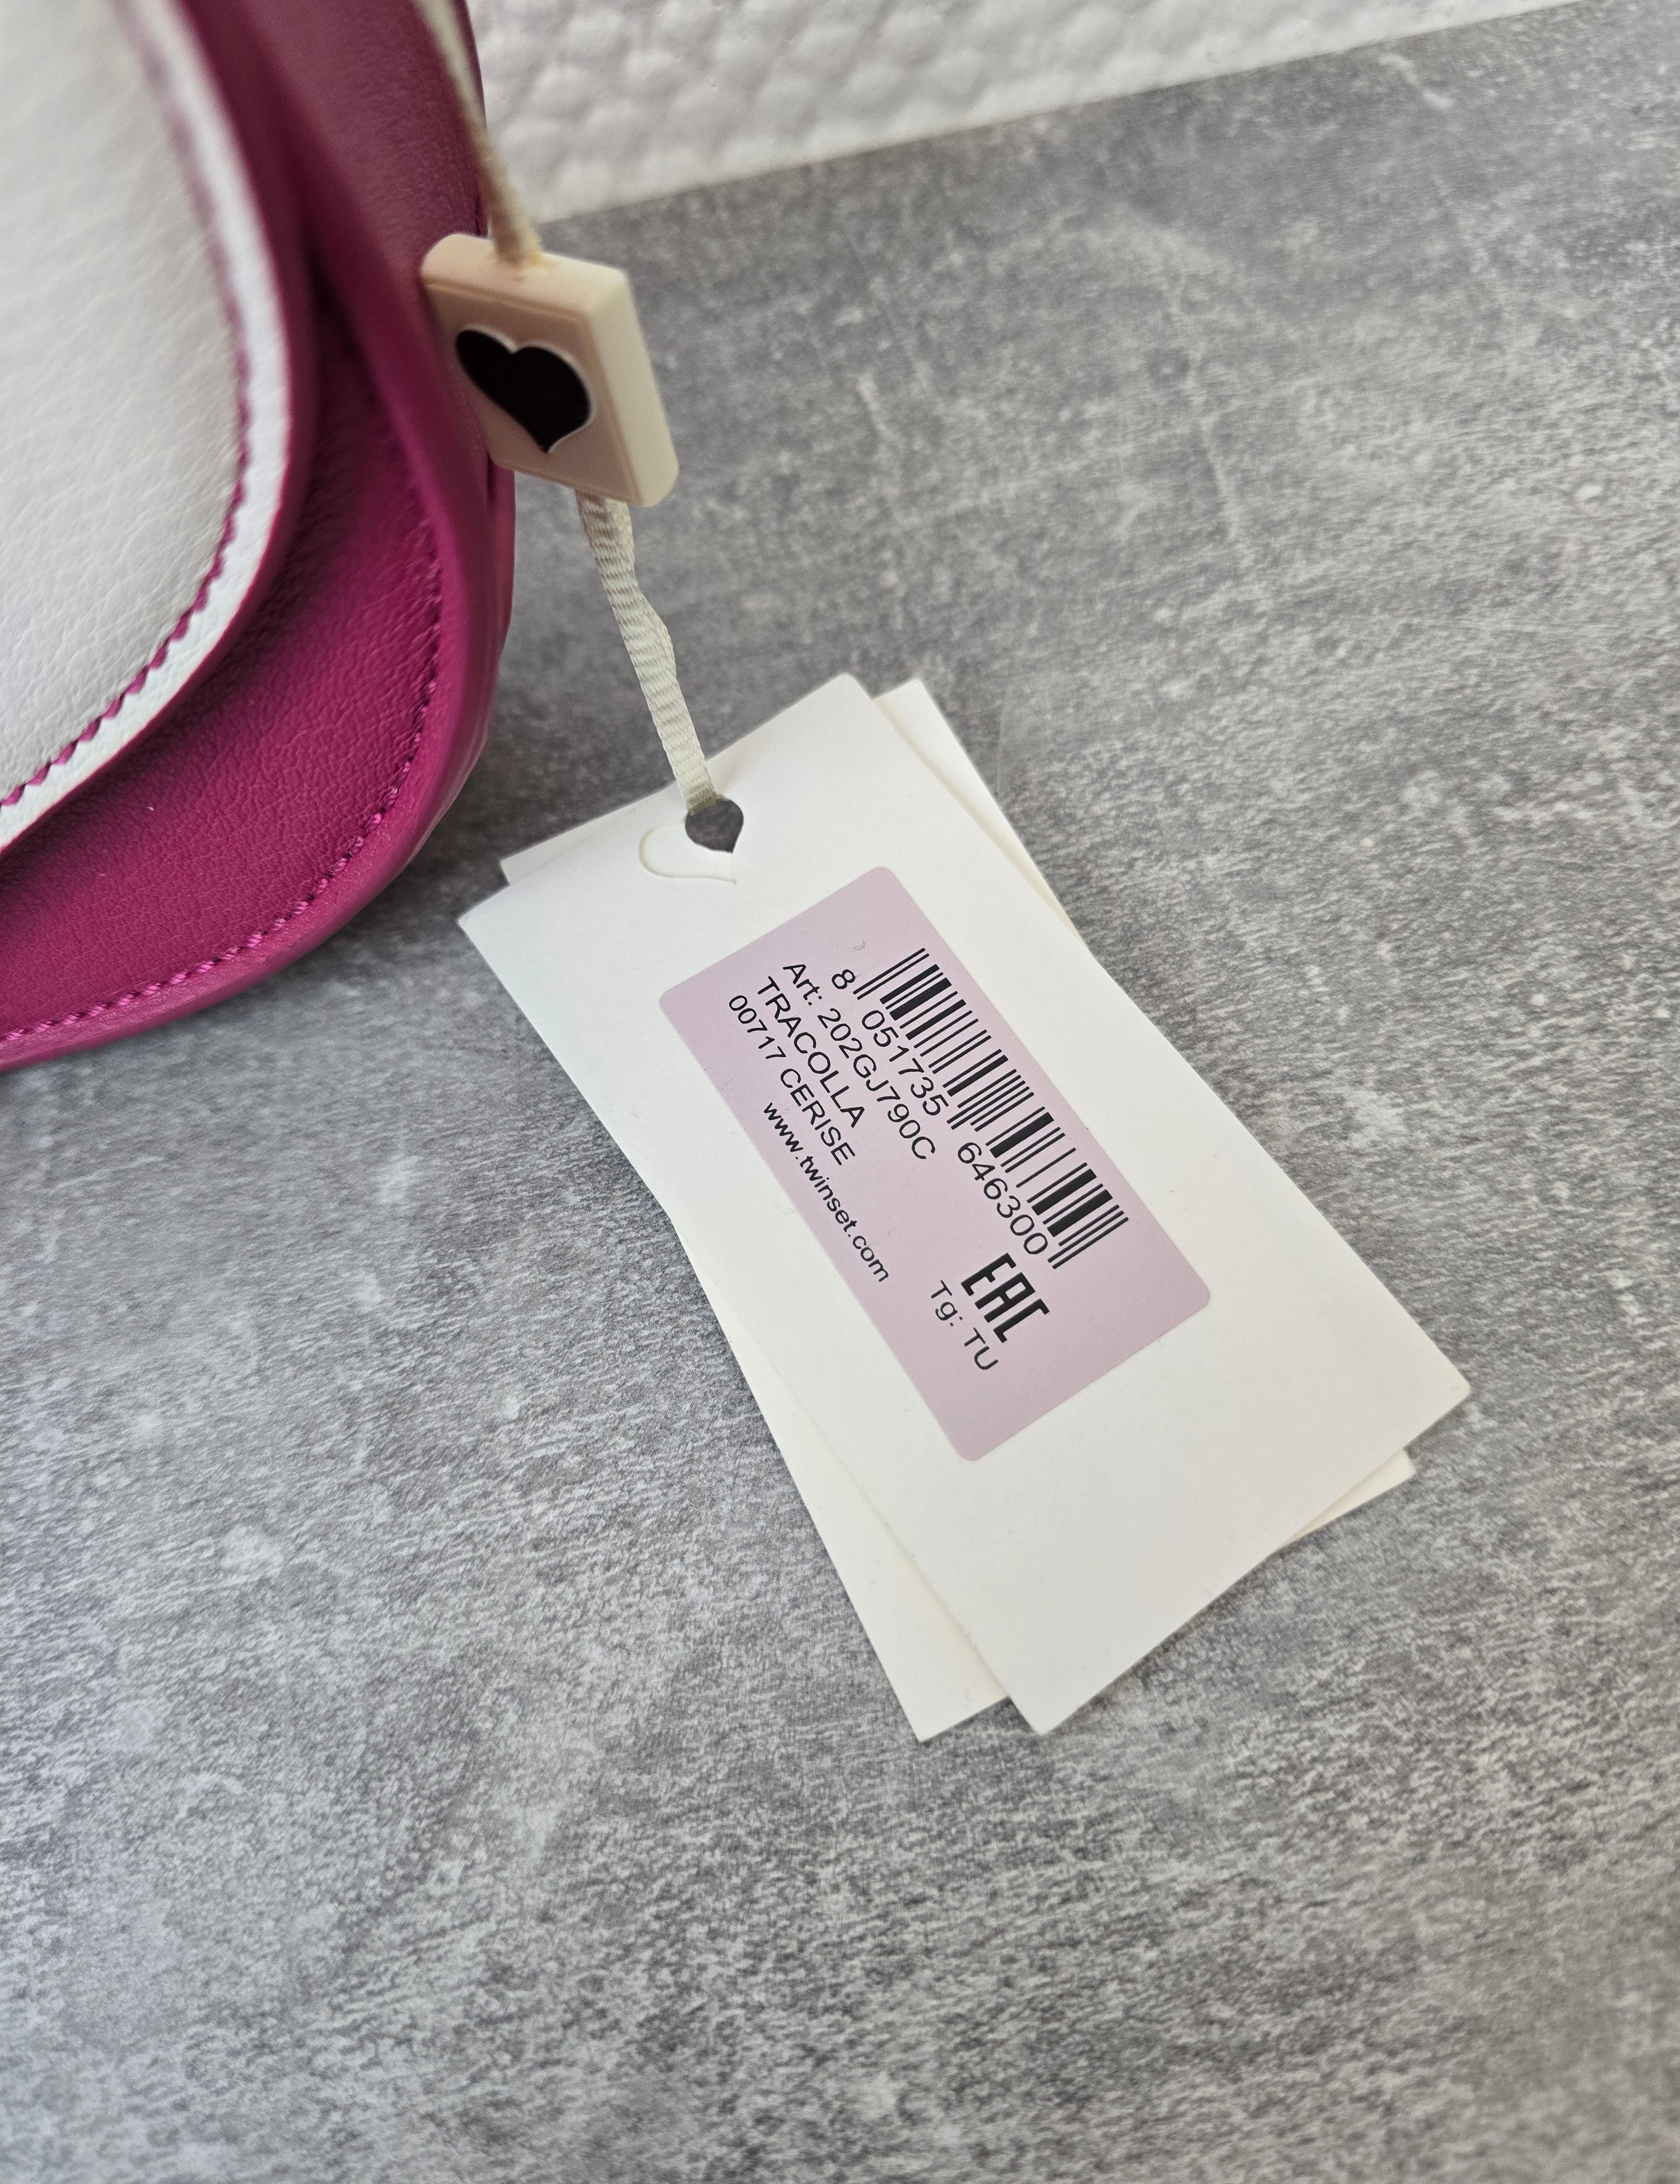 8 051735 646300
Art: 202GJ790C
TRACOLLA
00717 CERISE
www.twinset.com
EAC
Tg: TU